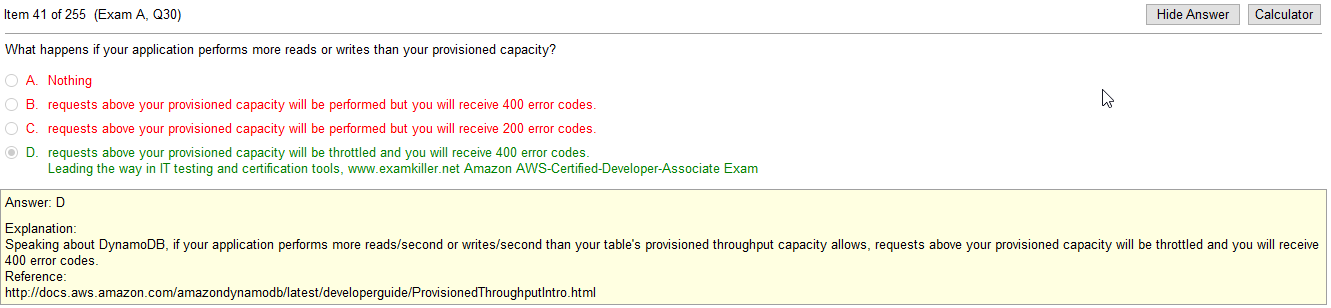 Item 41 of 255 (Exam A, Q30)
Hide Answer
Calculator
What happens if your application performs more reads or writes than your provisioned capacity?
A. Nothing
B. requests above your provisioned capacity will be performed but you will receive 400 error codes.
C. requests above your provisioned capacity will be performed but you will receive 200 error codes.
D. requests above your provisioned capacity will be throttled and you will receive 400 error codes.
Leading the way in IT testing and certification tools, www.examkiller.net Amazon AWS-Certified-Developer-Associate Exam
Answer: D
Explanation:
Speaking about DynamoDB, if your application performs more reads/second or writes/second than your table's provisioned throughput capacity allows, requests above your provisioned capacity will be throttled and you will receive
400 error codes.
Reference:
http://docs.aws.amazon.com/amazondynamodb/latest/developerguide/ProvisionedThroughputIntro.html